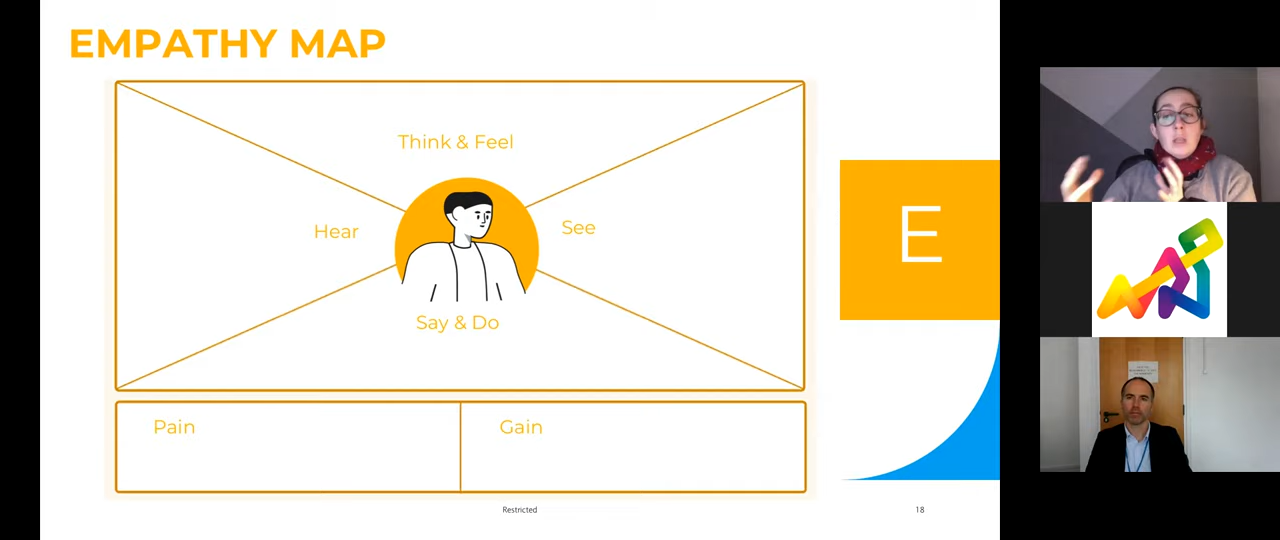 EMPATHY MAP
Think & Feel
Hear
See
Say & Do
E
Pain
Gain
Restricted
18